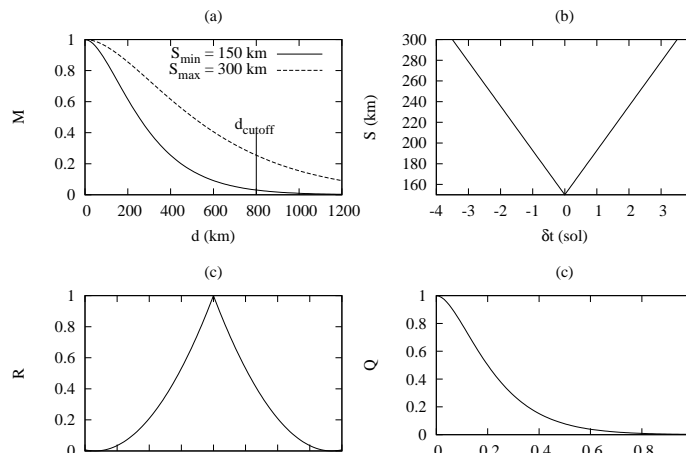 (a)
1
0.8
0.6
0.4
0.2
0
M
S_min = 150 km
S_max = 300 km
d_cutoff
0 200 400 600 800 1000 1200
d (km)
(b)
300
280
260
240
220
200
180
160
S (km)
-4 -3 -2 -1 0 1 2 3
δt (sol)
(c)
1
0.8
0.6
0.4
0.2
0
R
(c)
1
0.8
0.6
0.4
0.2
0
Q
0 0.2 0.4 0.6 0.8